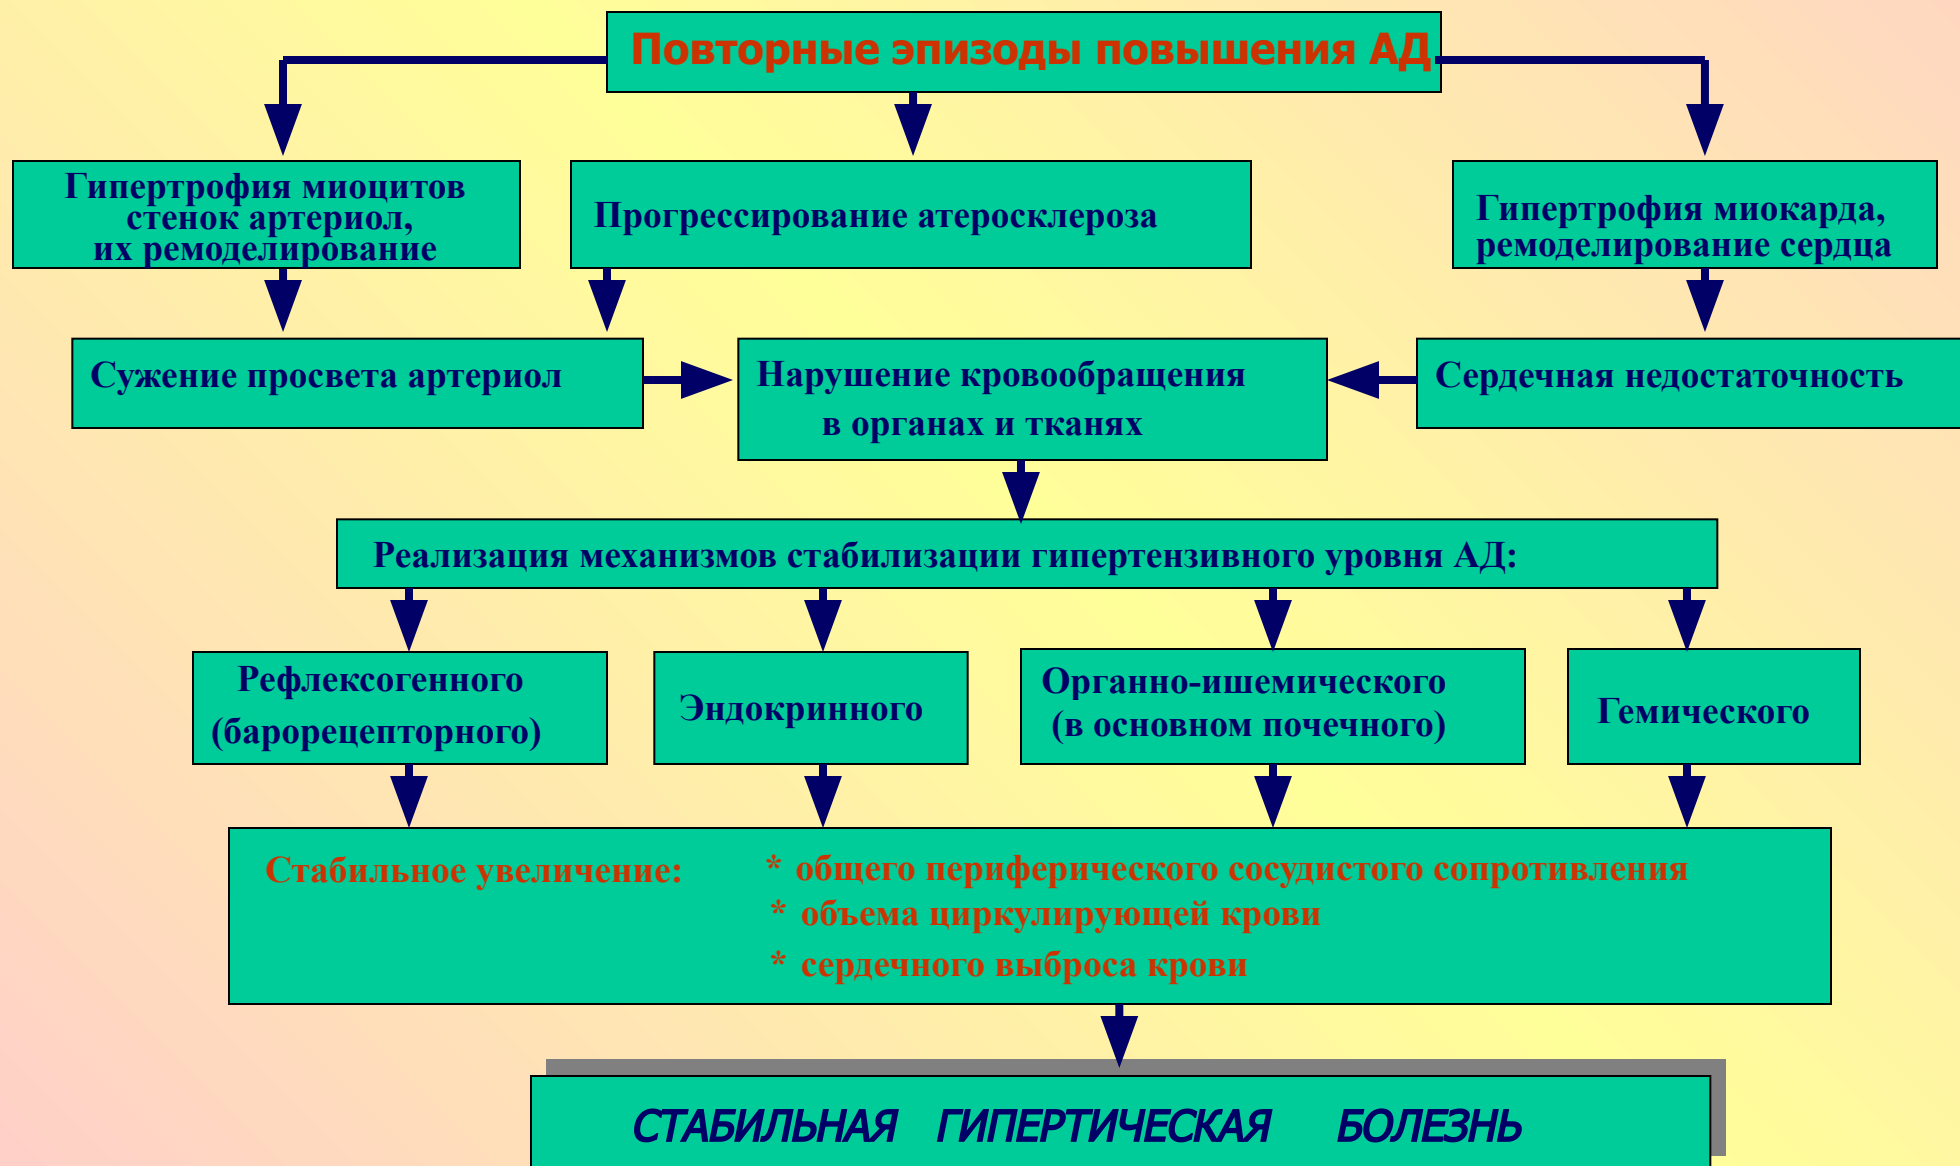 Повторные эпизоды повышения АД
Гипертрофия миоцитов
стенок артериол,
их ремоделирование
Прогрессирование атеросклероза
Гипертрофия миокарда,
ремоделирование сердца
Сужение просвета артериол
Нарушение кровообращения
в органах и тканях
Сердечная недостаточность
Реализация механизмов стабилизации гипертензивного уровня АД:
Рефлексогенного
(барорецепторного)
Эндокринного
Органно-ишемического
(в основном почечного)
Гемического
Стабильное увеличение: * общего периферического сосудистого сопротивления
* объема циркулирующей крови
* сердечного выброса крови
СТАБИЛЬНАЯ ГИПЕРТИЧЕСКАЯ БОЛЕЗНЬ